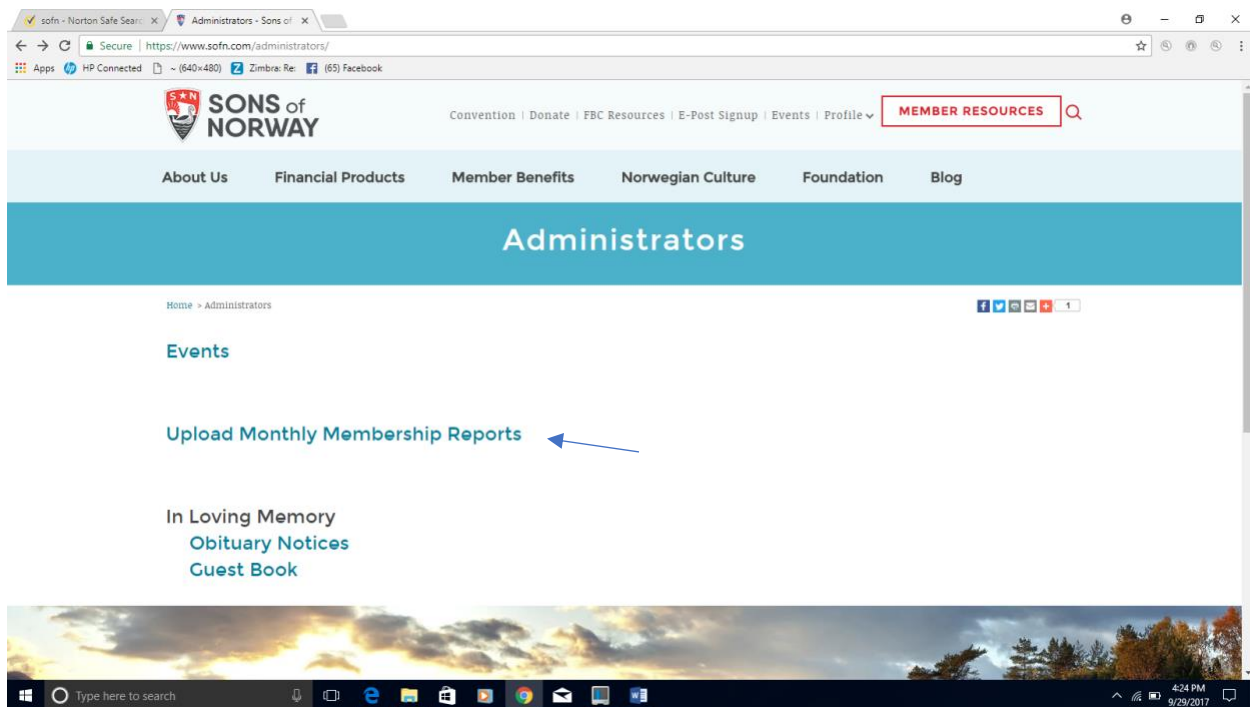 sofn - Norton Safe Searc
Administrators - Sons of
Secure | https://www.sofn.com/administrators/
Apps HP Connected ~ (640×480) Zimbra: Re: (65) Facebook
S★N
SONS of
NORWAY
Convention | Donate | FBC Resources | E-Post Signup | Events | Profile
MEMBER RESOURCES
About Us Financial Products Member Benefits Norwegian Culture Foundation Blog
Administrators
Home > Administrators
1
Events
Upload Monthly Membership Reports
In Loving Memory
Obituary Notices
Guest Book
Type here to search
4:24 PM
9/29/2017